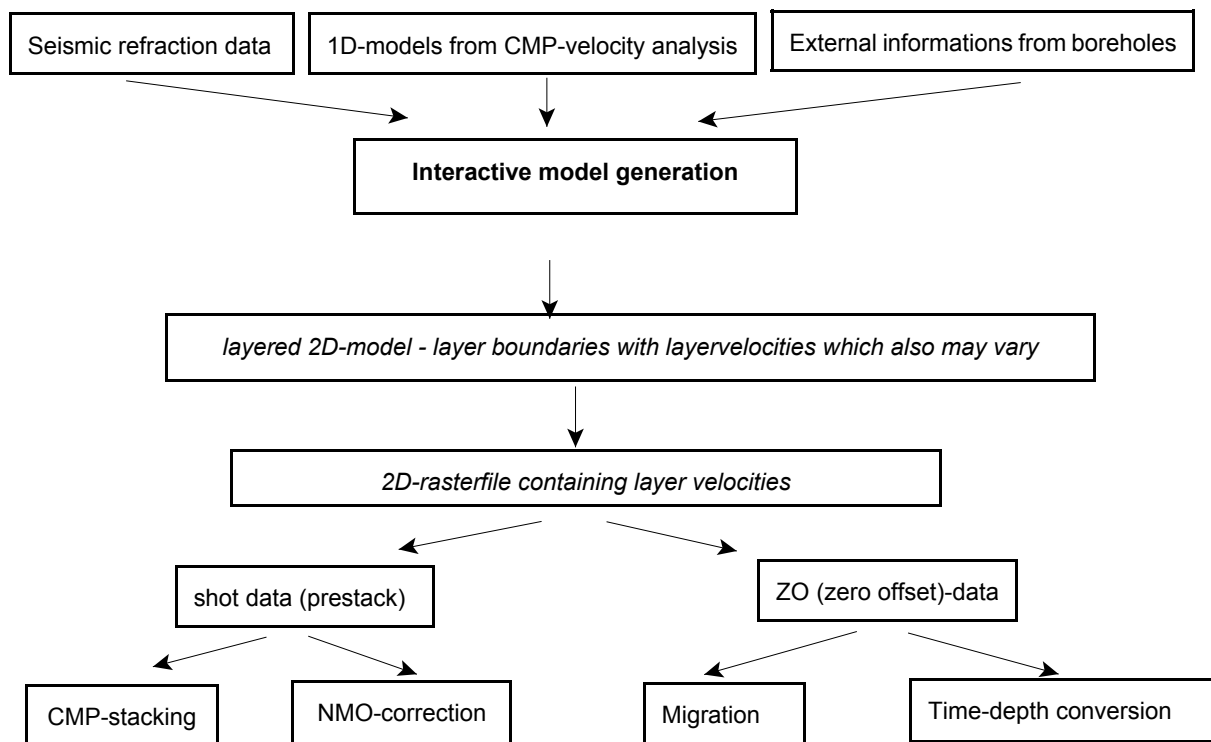 Seismic refraction data
1D-models from CMP-velocity analysis
External informations from boreholes
Interactive model generation
layered 2D-model - layer boundaries with layervelocities which also may vary
2D-rasterfile containing layer velocities
shot data (prestack)
ZO (zero offset)-data
CMP-stacking
NMO-correction
Migration
Time-depth conversion